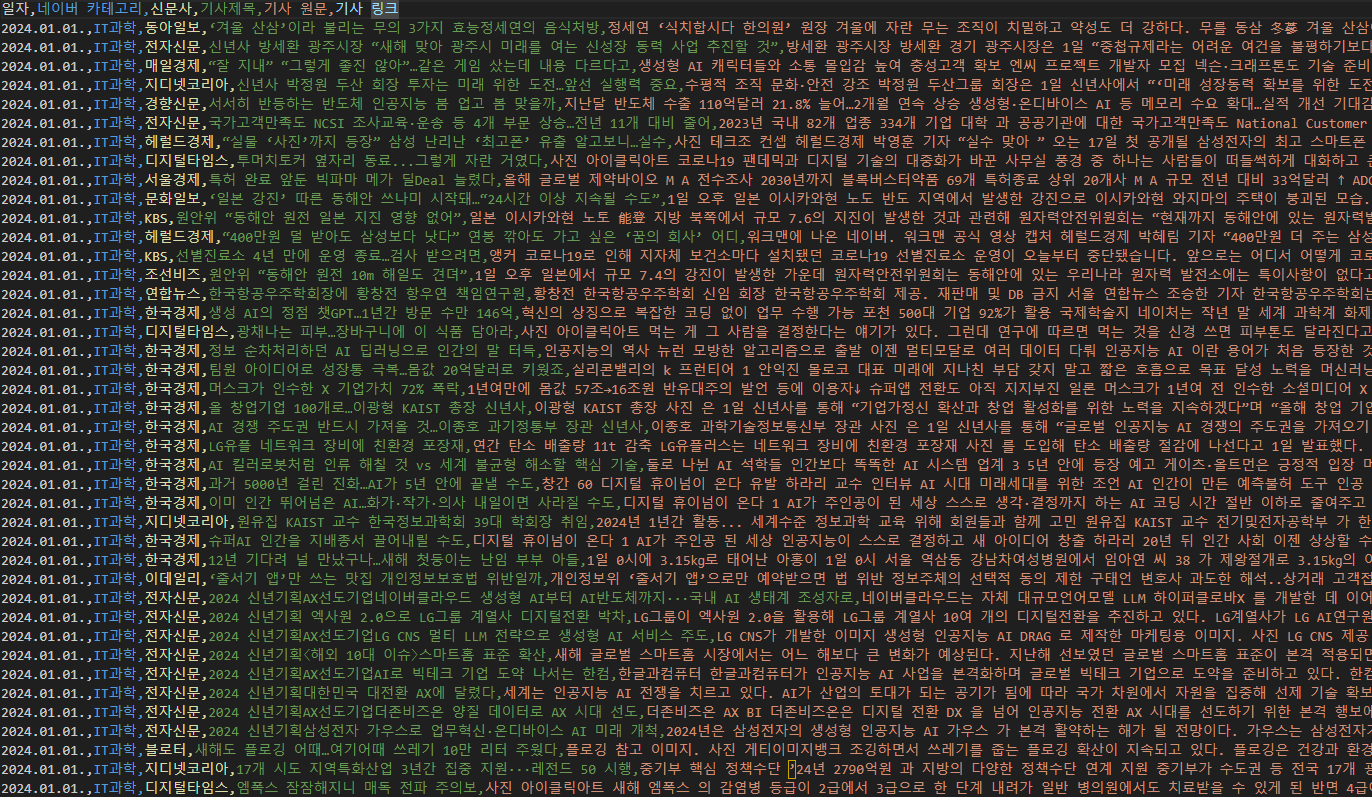 일자,네이버 카테고리,신문사,기사제목,기사 원문,기사 링크
2024.01.01.,IT과학,동아일보,‘겨울 산삼’이라 불리는 무의 3가지 효능정세연의 음식처방,정세연 ‘식치합시다 한의원’ 원장 겨울에 자란 무는 조직이 치밀하고 약성도 더 강하다. 무를 동삼 冬蔘 겨울 산삼
2024.01.01.,IT과학,전자신문,신년사 방세환 광주시장 “새해 맞아 광주시 미래를 여는 신성장 동력 사업 추진할 것”,방세환 광주시장 방세환 경기 광주시장은 1일 “중첩규제라는 어려운 여건을 불평하기보다
2024.01.01.,IT과학,매일경제,“잘 지내” “그렇게 좋진 않아”…같은 게임 샀는데 내용 다르다고,생성형 AI 캐릭터들와 소통 몰입감 높여 충성고객 확보 엔씨 프로젝트 개발자 모집 넥슨·크래프톤도 기술 준비
2024.01.01.,IT과학,지디넷코리아,신년사 박정원 두산 회장 투자는 미래 위한 도전…앞선 실행력 중요,수평적 조직 문화·안전 강조 박정원 두산그룹 회장은 1일 신년사에서 “‘미래 성장동력 확보를 위한 도전
2024.01.01.,IT과학,경향신문,서서히 반등하는 반도체 인공지능 봄 업고 봄 맞을까,지난달 반도체 수출 110억달러 21.8% 늘어…2개월 연속 상승 생성형·온디바이스 AI 등 메모리 수요 확대…실적 개선 기대감
2024.01.01.,IT과학,전자신문,국가고객만족도 NCSI 조사교육·운송 등 4개 부문 상승…전년 11개 대비 줄어,2023년 국내 82개 업종 334개 기업 대학 과 공공기관에 대한 국가고객만족도 National Customer
2024.01.01.,IT과학,헤럴드경제,“실물 ‘사진’까지 등장” 삼성 난리난 ‘최고폰’ 유출 알고보니…실수,사진 테크조 컨셉 헤럴드경제 박영훈 기자 “실수 맞아 ” 오는 17일 첫 공개될 삼성전자의 최고 스마트폰
2024.01.01.,IT과학,디지털타임스,투머치토커 옆자리 동료...그렇게 자란 거였다,사진 아이클릭아트 코로나19 팬데믹과 디지털 기술의 대중화가 바꾼 사무실 풍경 중 하나는 사람들이 떠들썩하게 대화하고
2024.01.01.,IT과학,서울경제,특허 완료 앞둔 빅파마 메가 딜Deal 늘렸다,올해 글로벌 제약바이오 M A 전수조사 2030년까지 블록버스터약품 69개 특허종료 상위 20개사 M A 규모 전년 대비 33억달러 ↑ ADC
2024.01.01.,IT과학,문화일보,‘일본 강진’ 따른 동해안 쓰나미 시작돼…“24시간 이상 지속될 수도”,1일 오후 일본 이시카와현 노도 반도 지역에서 발생한 강진으로 이시카와현 와지마의 주택이 붕괴된 모습.
2024.01.01.,IT과학,KBS,원안위 “동해안 원전 일본 지진 영향 없어”,일본 이시카와현 노토 能登 지방 북쪽에서 규모 7.6의 지진이 발생한 것과 관련해 원자력안전위원회는 “현재까지 동해안에 있는 원자력발
2024.01.01.,IT과학,헤럴드경제,“400만원 덜 받아도 삼성보다 낫다” 연봉 깎아도 가고 싶은 ‘꿈의 회사’ 어디,워크맨에 나온 네이버. 워크맨 공식 영상 캡처 헤럴드경제 박혜림 기자 “400만원 더 주는 삼성
2024.01.01.,IT과학,KBS,선별진료소 4년 만에 운영 종료…검사 받으려면,앵커 코로나19로 인해 지자체 보건소마다 설치됐던 코로나19 선별진료소 운영이 오늘부터 중단됐습니다. 앞으로는 어디서 어떻게 코로
2024.01.01.,IT과학,조선비즈,원안위 “동해안 원전 10m 해일도 견뎌”,1일 오후 일본에서 규모 7.4의 강진이 발생한 가운데 원자력안전위원회는 동해안에 있는 우리나라 원자력 발전소에는 특이사항이 없다고
2024.01.01.,IT과학,연합뉴스,한국항공우주학회장에 황창전 항우연 책임연구원,황창전 한국항공우주학회 신임 회장 한국항공우주학회 제공. 재판매 및 DB 금지 서울 연합뉴스 조승한 기자 한국항공우주학회는
2024.01.01.,IT과학,한국경제,생성 AI의 정점 챗GPT…1년간 방문 수만 146억,혁신의 상징으로 복잡한 코딩 없이 업무 수행 가능 포천 500대 기업 92%가 활용 국제학술지 네이처는 작년 말 세계 과학계 화제
2024.01.01.,IT과학,디지털타임스,광채나는 피부…장바구니에 이 식품 담아라,사진 아이클릭아트 먹는 게 그 사람을 결정한다는 얘기가 있다. 그런데 연구에 따르면 먹는 것을 신경 쓰면 피부톤도 달라진다고
2024.01.01.,IT과학,한국경제,정보 순차처리하던 AI 딥러닝으로 인간의 말 터득,인공지능의 역사 뉴런 모방한 알고리즘으로 출발 이젠 멀티모달로 여러 데이터 다뤄 인공지능 AI 이란 용어가 처음 등장한 것
2024.01.01.,IT과학,한국경제,팀원 아이디어로 성장통 극복…몸값 20억달러로 키웠죠,실리콘밸리의 k 프런티어 1 안익진 몰로코 대표 미래에 지나친 부담 갖지 말고 짧은 호흡으로 목표 달성 노력을 머신러닝
2024.01.01.,IT과학,한국경제,머스크가 인수한 X 기업가치 72% 폭락,1년여만에 몸값 57조→16조원 반유대주의 발언 등에 이용자↓ 슈퍼앱 전환도 아직 지지부진 일론 머스크가 1년여 전 인수한 소셜미디어 X
2024.01.01.,IT과학,한국경제,올 창업기업 100개로…이광형 KAIST 총장 신년사,이광형 KAIST 총장 사진 은 1일 신년사를 통해 “기업가정신 확산과 창업 활성화를 위한 노력을 지속하겠다”며 “올해 창업 기업
2024.01.01.,IT과학,한국경제,AI 경쟁 주도권 반드시 가져올 것…이종호 과기정통부 장관 신년사,이종호 과학기술정보통신부 장관 사진 은 1일 신년사를 통해 “글로벌 인공지능 AI 경쟁의 주도권을 가져오기
2024.01.01.,IT과학,한국경제,LG유플 네트워크 장비에 친환경 포장재,연간 탄소 배출량 11t 감축 LG유플러스는 네트워크 장비에 친환경 포장재 사진 를 도입해 탄소 배출량 절감에 나선다고 1일 발표했다.
2024.01.01.,IT과학,한국경제,AI 킬러로봇처럼 인류 해칠 것 vs 세계 불균형 해소할 핵심 기술,둘로 나뉜 AI 석학들 인간보다 똑똑한 AI 시스템 업계 3 5년 안에 등장 예고 게이츠·올트먼은 긍정적 입장
2024.01.01.,IT과학,한국경제,과거 5000년 걸린 진화…AI가 5년 안에 끝낼 수도,창간 60 디지털 휴이넘이 온다 유발 하라리 교수 인터뷰 AI 시대 미래세대를 위한 조언 AI 인간이 만든 예측불허 도구 인공
2024.01.01.,IT과학,한국경제,이미 인간 뛰어넘은 AI…화가·작가·의사 내일이면 사라질 수도,디지털 휴이넘이 온다 1 AI가 주인공이 된 세상 스스로 생각·결정까지 하는 AI 코딩 시간 절반 이하로 줄여주고
2024.01.01.,IT과학,지디넷코리아,원유집 KAIST 교수 한국정보과학회 39대 학회장 취임,2024년 1년간 활동... 세계수준 정보과학 교육 위해 회원들과 함께 고민 원유집 KAIST 교수 전기및전자공학부 가 한
2024.01.01.,IT과학,한국경제,슈퍼AI 인간을 지배종서 끌어내릴 수도,디지털 휴이넘이 온다 1 AI가 주인공 된 세상 인공지능이 스스로 결정하고 새 아이디어 창출 하라리 20년 뒤 인간 사회 이젠 상상할 수
2024.01.01.,IT과학,한국경제,12년 기다려 널 만났구나…새해 첫둥이는 난임 부부 아들,1일 0시에 3.15kg로 태어난 아홍이 1일 0시 서울 역삼동 강남차여성병원에서 임아연 씨 38 가 제왕절개로 3.15kg의
2024.01.01.,IT과학,이데일리,‘줄서기 앱’만 쓰는 맛집 개인정보보호법 위반일까,개인정보위 ‘줄서기 앱’으로만 예약받으면 법 위반 정보주체의 선택적 동의 제한 구태언 변호사 과도한 해석..상거래 고객접
2024.01.01.,IT과학,전자신문,2024 신년기획AX선도기업네이버클라우드 생성형 AI부터 AI반도체까지···국내 AI 생태계 조성자로,네이버클라우드는 자체 대규모언어모델 LLM 하이퍼클로바X 를 개발한 데 이어
2024.01.01.,IT과학,전자신문,2024 신년기획 엑사원 2.0으로 LG그룹 계열사 디지털전환 박차,LG그룹이 엑사원 2.0을 활용해 LG그룹 계열사 10여 개의 디지털전환을 추진하고 있다. LG계열사가 LG AI연구원
2024.01.01.,IT과학,전자신문,2024 신년기획AX선도기업LG CNS 멀티 LLM 전략으로 생성형 AI 서비스 주도,LG CNS가 개발한 이미지 생성형 인공지능 AI DRAG 로 제작한 마케팅용 이미지. 사진 LG CNS 제공
2024.01.01.,IT과학,전자신문,2024 신년기획〈해외 10대 이슈〉스마트홈 표준 확산,새해 글로벌 스마트홈 시장에서는 어느 해보다 큰 변화가 예상된다. 지난해 선보였던 글로벌 스마트홈 표준이 본격 적용되면
2024.01.01.,IT과학,전자신문,2024 신년기획AX선도기업AI로 빅테크 기업 도약 나서는 한컴,한글과컴퓨터 한글과컴퓨터가 인공지능 AI 사업을 본격화하며 글로벌 빅테크 기업으로 도약을 준비하고 있다. 한컴
2024.01.01.,IT과학,전자신문,2024 신년기획대한민국 대전환 AX에 달렸다,세계는 인공지능 AI 전쟁을 치르고 있다. AI가 산업의 토대가 되는 공기가 됨에 따라 국가 차원에서 자원을 집중해 선제 기술 확보
2024.01.01.,IT과학,전자신문,2024 신년기획AX선도기업더존비즈온 양질 데이터로 AX 시대 선도,더존비즈온 AX BI 더존비즈온은 디지털 전환 DX 을 넘어 인공지능 전환 AX 시대를 선도하기 위한 본격 행보에
2024.01.01.,IT과학,전자신문,2024 신년기획삼성전자 가우스로 업무혁신·온디바이스 AI 미래 개척,2024년은 삼성전자의 생성형 인공지능 AI 가우스 가 본격 활약하는 해가 될 전망이다. 가우스는 삼성전자가
2024.01.01.,IT과학,블로터,새해도 플로깅 어때…여기어때 쓰레기 10만 리터 주웠다,플로깅 참고 이미지. 사진 게티이미지뱅크 조깅하면서 쓰레기를 줍는 플로깅 확산이 지속되고 있다. 플로깅은 건강과 환경
2024.01.01.,IT과학,지디넷코리아,17개 시도 지역특화산업 3년간 집중 지원···레전드 50 시행,중기부 핵심 정책수단 ’24년 2790억원 과 지방의 다양한 정책수단 연계 지원 중기부가 수도권 등 전국 17개
2024.01.01.,IT과학,디지털타임스,엠폭스 잠잠해지니 매독 전파 주의보,사진 아이클릭아트 새해 엠폭스 의 감염병 등급이 2급에서 3급으로 한 단계 내려가 일반 병의원에서도 치료받을 수 있게 된 반면 4급